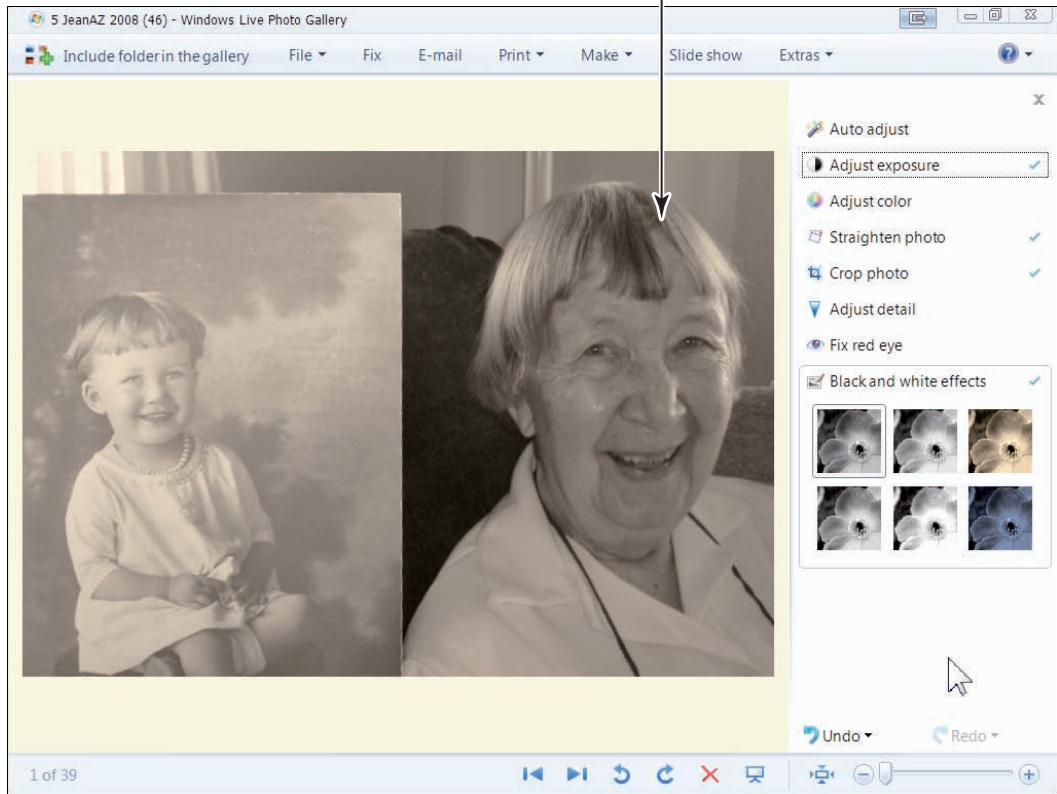 5 JeanAZ 2008 (46) - Windows Live Photo Gallery
Include folder in the gallery File Fix E-mail Print Make Slide show Extras
Auto adjust
Adjust exposure
Adjust color
Straighten photo
Crop photo
Adjust detail
Fix red eye
Black and white effects
Undo Redo
1 of 39